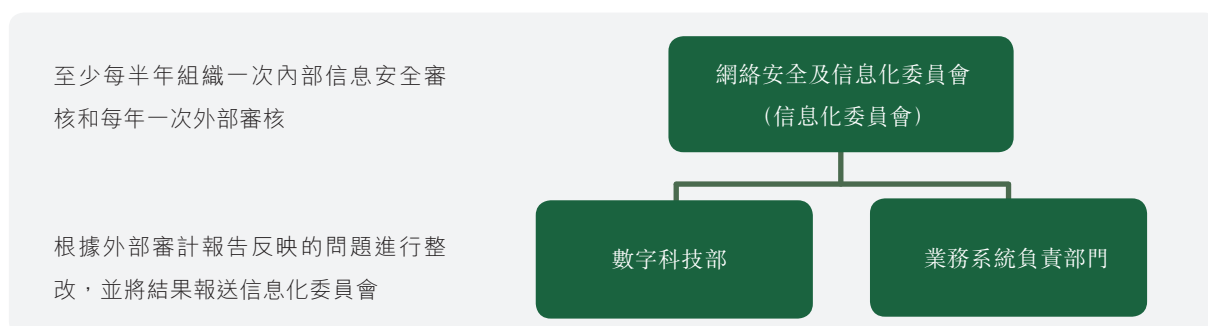 至少每半年組織一次內部信息安全審
核和每年一次外部審核
網絡安全及信息化委員會
(信息化委員會)
根據外部審計報告反映的問題進行整
改，並將結果報送信息化委員會
數字科技部
業務系統負責部門